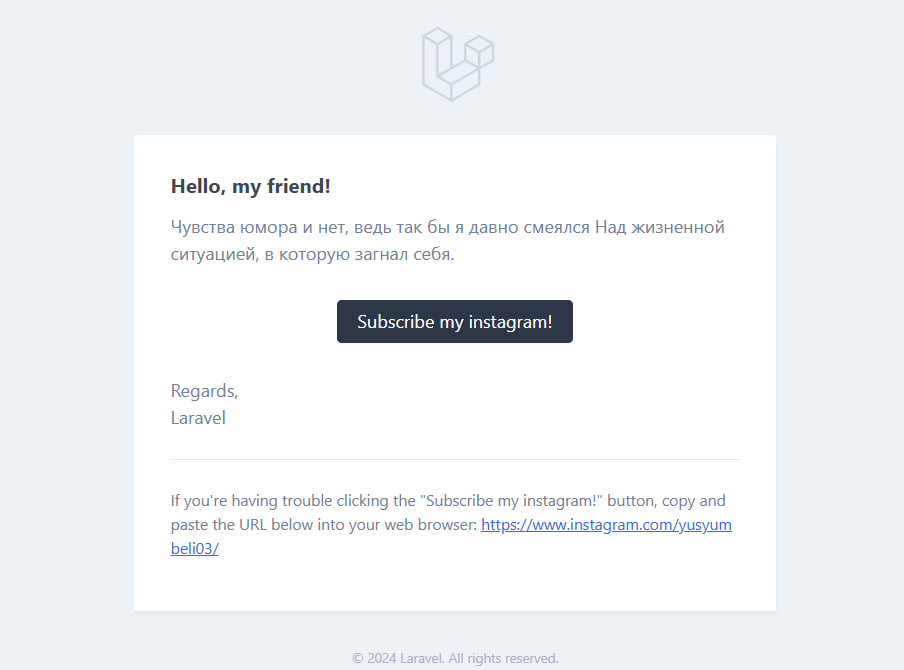 Hello, my friend!
Чувства юмора и нет, ведь так бы я давно смеялся Над жизненной
ситуацией, в которую загнал себя.
Subscribe my instagram!
Regards,
Laravel
If you're having trouble clicking the "Subscribe my instagram!" button, copy and
paste the URL below into your web browser: https://www.instagram.com/yusyum
beli03/
© 2024 Laravel. All rights reserved.